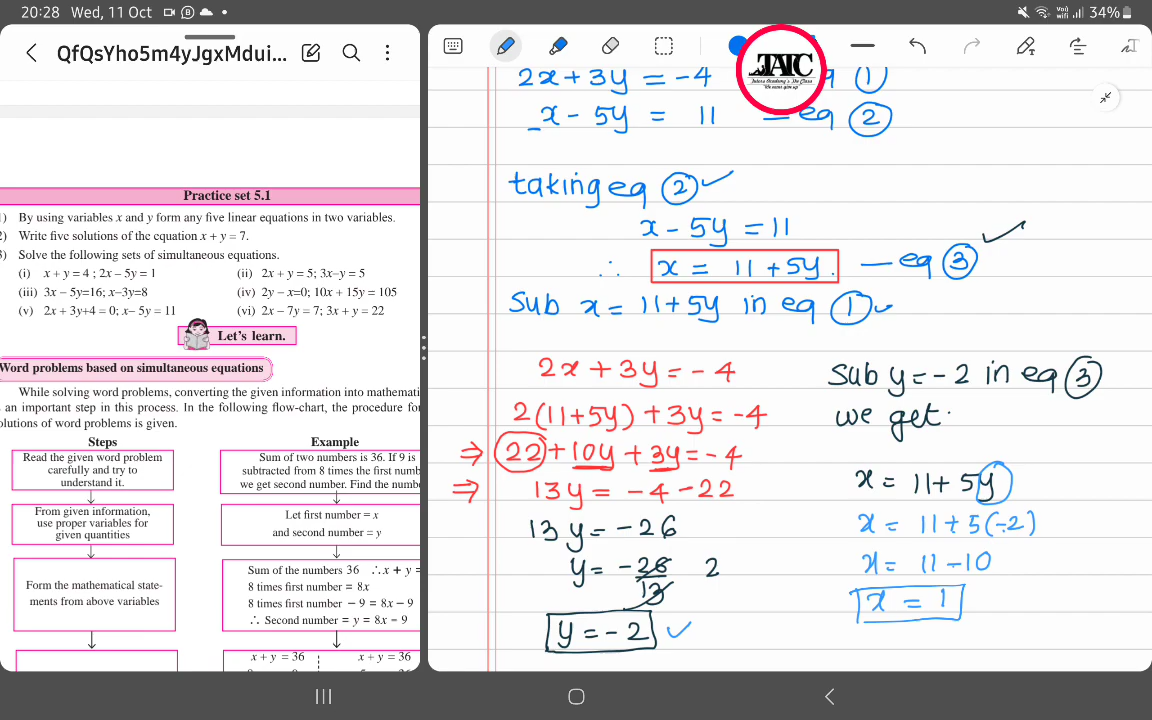 20:28 Wed, 11 Oct
Vo)) wifi 34%
QfQsYho5m4yJgxMdui...
Practice set 5.1
By using variables x and y form any five linear equations in two variables.
Write five solutions of the equation x + y = 7.
Solve the following sets of simultaneous equations.
(i) x + y = 4 ; 2x – 5y = 1 (ii) 2x + y = 5; 3x–y = 5
(iii) 3x – 5y=16; x–3y=8 (iv) 2y – x=0; 10x + 15y = 105
(v) 2x + 3y+4 = 0; x– 5y = 11 (vi) 2x – 7y = 7; 3x + y = 22
Let's learn.
Word problems based on simultaneous equations
While solving word problems, converting the given information into mathemati
an important step in this process. In the following flow-chart, the procedure fo
olutions of word problems is given.
Steps Example
Read the given word problem
carefully and try to
understand it.
Sum of two numbers is 36. If 9 is
subtracted from 8 times the first numb
we get second number. Find the numbe
From given information,
use proper variables for
given quantities
Let first number = x
and second number = y
Form the mathematical state-
ments from above variables
Sum of the numbers 36 ∴x + y =
8 times first number = 8x
8 times first number – 9 = 8x – 9
∴ Second number = y = 8x – 9
x + y = 36 x + y = 36
TATC
We never give up
2x + 3y = -4 q ①
x - 5y = 11 — eq ②
taking eq ② ✓
x - 5y = 11
∴ x = 11 + 5y. — eq ③
Sub x = 11 + 5y in eq ①
2x + 3y = - 4
2(11+5y) + 3y = -4
⇒ 22 + 10y + 3y = - 4
⇒ 13y = -4 -22
13 y = - 26
y = -26/13 2
y = - 2 ✓
Sub y = -2 in eq ③
we get.
x = 11 + 5y
x = 11 + 5(-2)
x = 11 - 10
x = 1